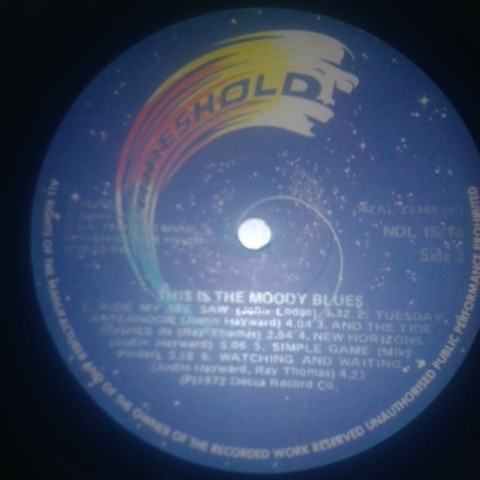 THRESHOLD
NDL 15/16
Side 3
THIS IS THE MOODY BLUES
1. RIDE MY SEE SAW (John Lodge) 4.32 2. TUESDAY
AFTERNOON (Justin Hayward) 4.04 3. AND THE TIDE
RUSHES IN (Ray Thomas) 2.54 4. NEW HORIZONS
(Justin Hayward) 5.06 5. SIMPLE GAME (Mike
Pinder) 3.18 6. WATCHING AND WAITING
(Justin Hayward, Ray Thomas) 4.21
(P)1972 Decca Record Co.
ALL RIGHTS OF THE MANUFACTURER AND OF THE OWNER OF THE RECORDED WORK RESERVED UNAUTHORISED PUBLIC PERFORMANCE PROHIBITED